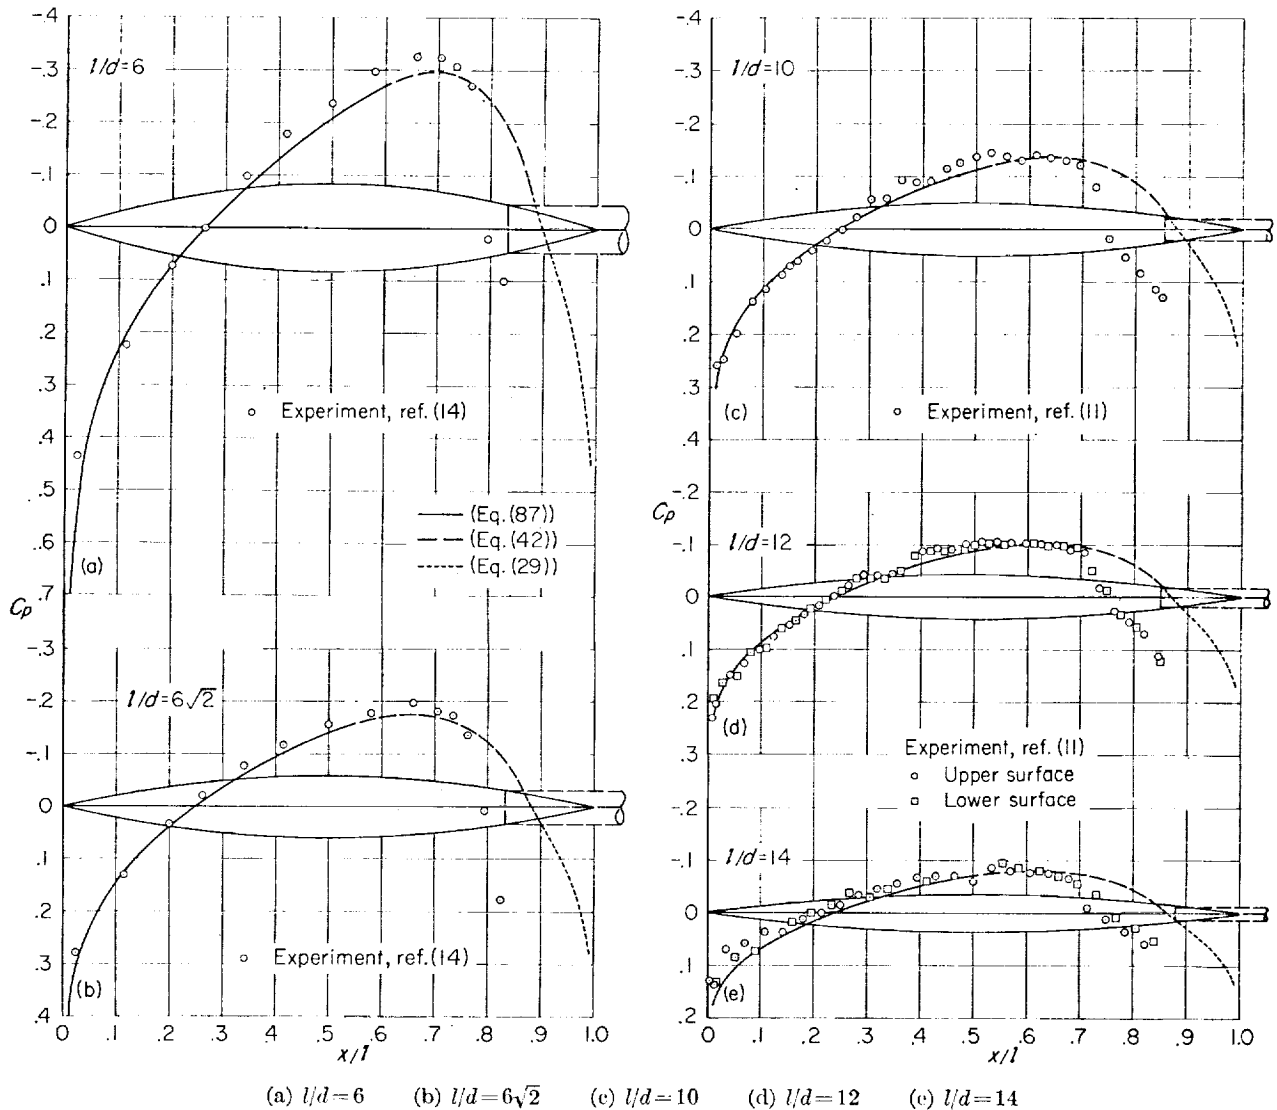 -.4
-.3
-.2
-.1
0
.1
.2
.3
.4
.5
.6
.7
l/d=6
Experiment, ref. (14)
(Eq. (87))
(Eq. (42))
(Eq. (29))
(a)
Cp
-.3
-.2
-.1
0
.1
.2
.3
.4
l/d=6√2
Experiment, ref. (14)
(b)
0 .1 .2 .3 .4 .5 .6 .7 .8 .9 1.0
x/l
-.4
-.3
-.2
-.1
0
.1
.2
.3
.4
l/d=10
(c)
Experiment, ref. (11)
Cp
-.2
-.1
0
.1
.2
.3
l/d=12
(d)
Experiment, ref. (11)
Upper surface
Lower surface
-.2
-.1
0
.1
.2
l/d=14
(e)
0 .1 .2 .3 .4 .5 .6 .7 .8 .9 1.0
x/l
(a) l/d=6 (b) l/d=6√2 (c) l/d=10 (d) l/d=12 (e) l/d=14